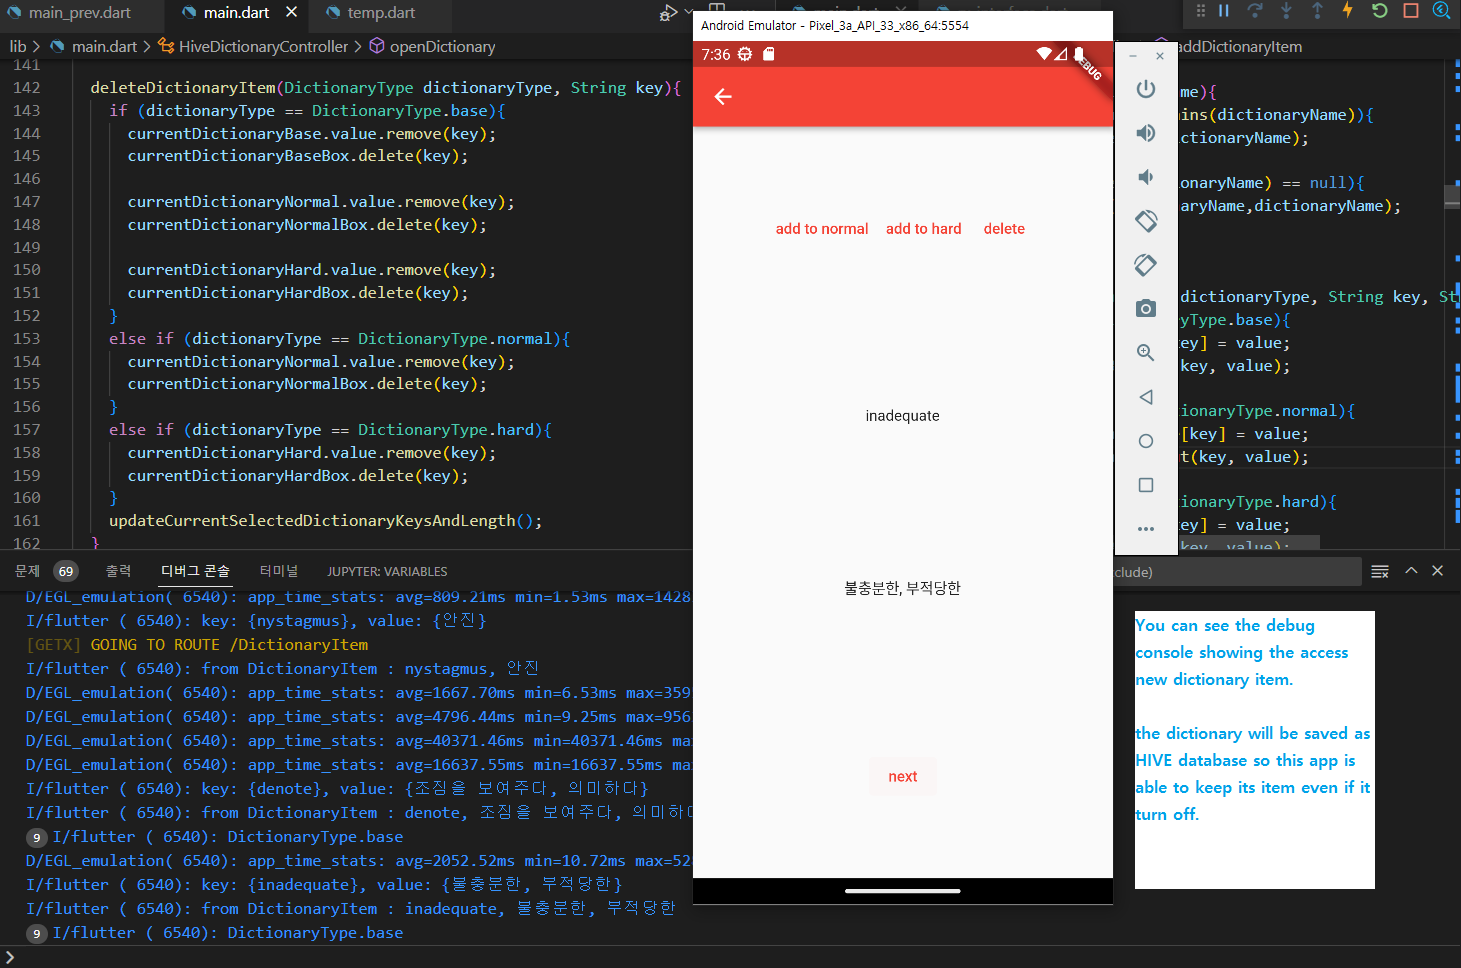 main_prev.dart
main.dart
temp.dart
lib > main.dart > HiveDictionaryController > openDictionary
141
142 deleteDictionaryItem(DictionaryType dictionaryType, String key){
143 if (dictionaryType == DictionaryType.base){
144 currentDictionaryBase.value.remove(key);
145 currentDictionaryBaseBox.delete(key);
146
147 currentDictionaryNormal.value.remove(key);
148 currentDictionaryNormalBox.delete(key);
149
150 currentDictionaryHard.value.remove(key);
151 currentDictionaryHardBox.delete(key);
152 }
153 else if (dictionaryType == DictionaryType.normal){
154 currentDictionaryNormal.value.remove(key);
155 currentDictionaryNormalBox.delete(key);
156 }
157 else if (dictionaryType == DictionaryType.hard){
158 currentDictionaryHard.value.remove(key);
159 currentDictionaryHardBox.delete(key);
160 }
161 updateCurrentSelectedDictionaryKeysAndLength();
162 }
문제 69 출력 디버그 콘솔 터미널 JUPYTER: VARIABLES
D/EGL_emulation( 6540): app_time_stats: avg=809.21ms min=1.53ms max=1428
I/flutter ( 6540): key: {nystagmus}, value: {안진}
[GETX] GOING TO ROUTE /DictionaryItem
I/flutter ( 6540): from DictionaryItem : nystagmus, 안진
D/EGL_emulation( 6540): app_time_stats: avg=1667.70ms min=6.53ms max=359
D/EGL_emulation( 6540): app_time_stats: avg=4796.44ms min=9.25ms max=956
D/EGL_emulation( 6540): app_time_stats: avg=40371.46ms min=40371.46ms ma
D/EGL_emulation( 6540): app_time_stats: avg=16637.55ms min=16637.55ms ma
I/flutter ( 6540): key: {denote}, value: {조짐을 보여주다, 의미하다}
I/flutter ( 6540): from DictionaryItem : denote, 조짐을 보여주다, 의미하다
9 I/flutter ( 6540): DictionaryType.base
D/EGL_emulation( 6540): app_time_stats: avg=2052.52ms min=10.72ms max=52
I/flutter ( 6540): key: {inadequate}, value: {불충분한, 부적당한}
I/flutter ( 6540): from DictionaryItem : inadequate, 불충분한, 부적당한
9 I/flutter ( 6540): DictionaryType.base
>
Android Emulator - Pixel_3a_API_33_x86_64:5554
7:36
DEBUG
add to normal add to hard delete
inadequate
불충분한, 부적당한
next
addDictionaryItem
me){
ins(dictionaryName)){
ctionaryName);
onaryName) == null){
aryName,dictionaryName);
dictionaryType, String key, St
yType.base){
ey] = value;
key, value);
ionaryType.normal){
[key] = value;
t(key, value);
ionaryType.hard){
ey] = value;
key, value);
clude)
You can see the debug
console showing the access
new dictionary item.
the dictionary will be saved as
HIVE database so this app is
able to keep its item even if it
turn off.